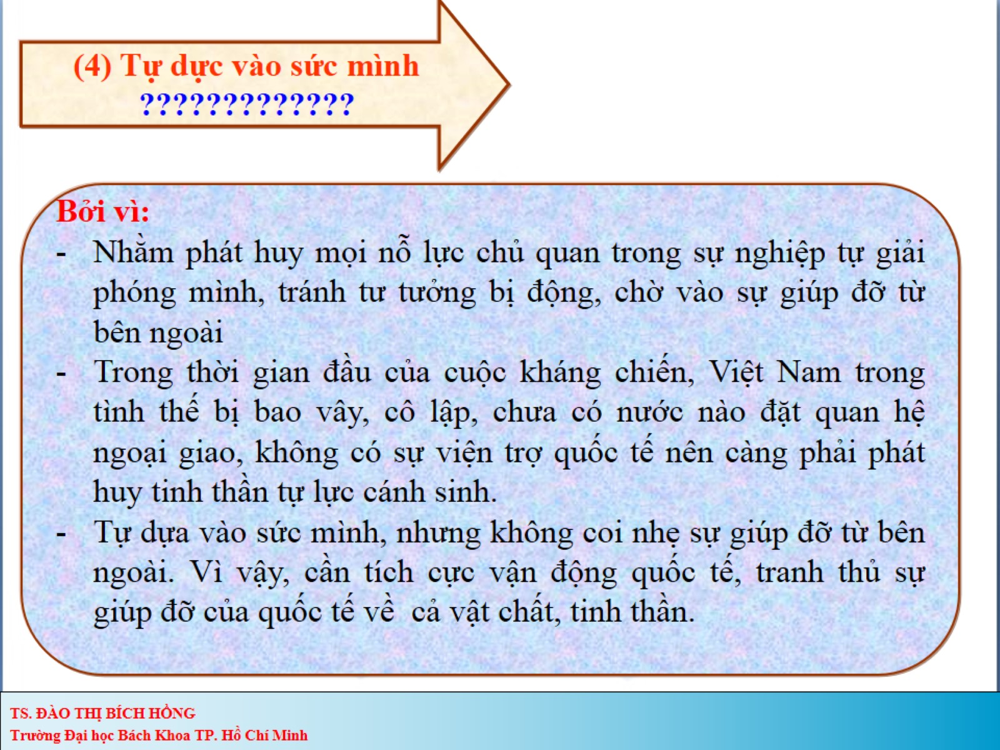 (4) Tự dực vào sức mình
?????????????
Bởi vì:
- Nhằm phát huy mọi nỗ lực chủ quan trong sự nghiệp tự giải
phóng mình, tránh tư tưởng bị động, chờ vào sự giúp đỡ từ
bên ngoài
- Trong thời gian đầu của cuộc kháng chiến, Việt Nam trong
tình thế bị bao vây, cô lập, chưa có nước nào đặt quan hệ
ngoại giao, không có sự viện trợ quốc tế nên càng phải phát
huy tinh thần tự lực cánh sinh.
- Tự dựa vào sức mình, nhưng không coi nhẹ sự giúp đỡ từ bên
ngoài. Vì vậy, cần tích cực vận động quốc tế, tranh thủ sự
giúp đỡ của quốc tế về cả vật chất, tinh thần.
TS. ĐÀO THỊ BÍCH HỒNG
Trường Đại học Bách Khoa TP. Hồ Chí Minh